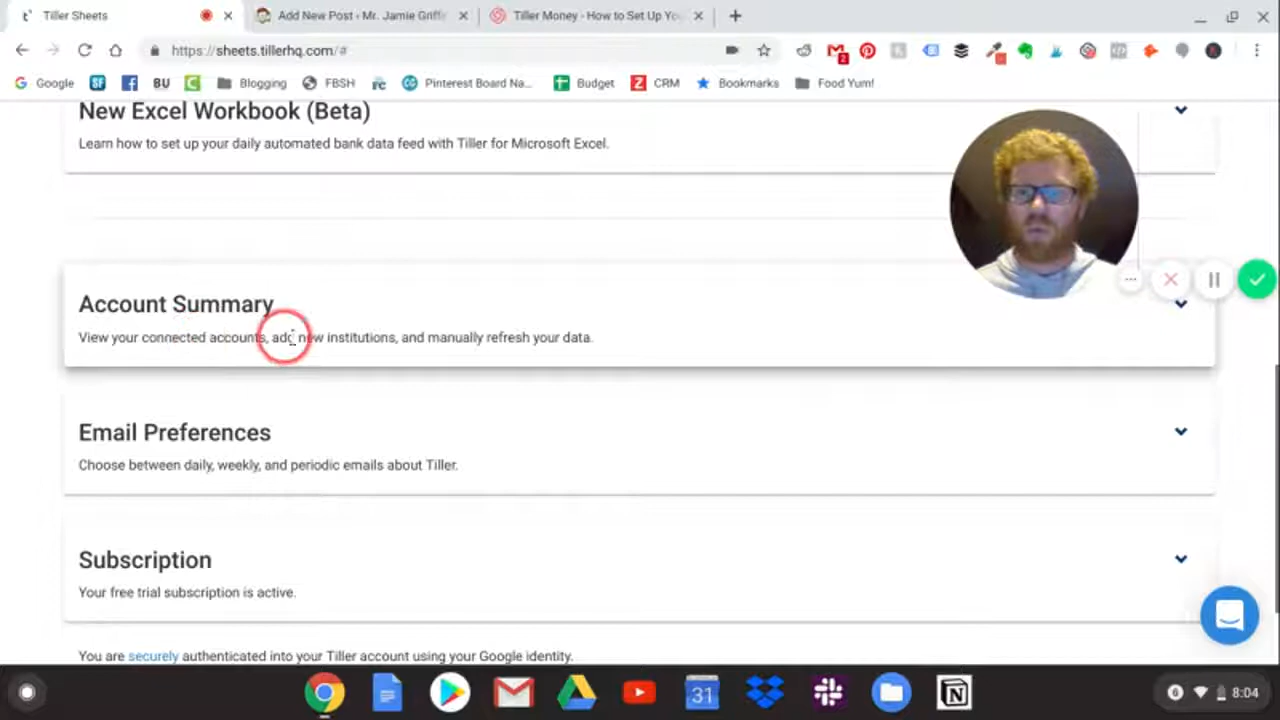 Tiller Sheets
Add New Post ‹ Mr. Jamie Griffi
Tiller Money - How to Set Up Yo
https://sheets.tillerhq.com/#
2
Google
SF
BU
Blogging
FBSH
Pinterest Board Na...
Budget
Z
CRM
Bookmarks
Food Yum!
New Excel Workbook (Beta)
Learn how to set up your daily automated bank data feed with Tiller for Microsoft Excel.
Account Summary
View your connected accounts, add new institutions, and manually refresh your data.
Email Preferences
Choose between daily, weekly, and periodic emails about Tiller.
Subscription
Your free trial subscription is active.
You are securely authenticated into your Tiller account using your Google identity.
31
8:04